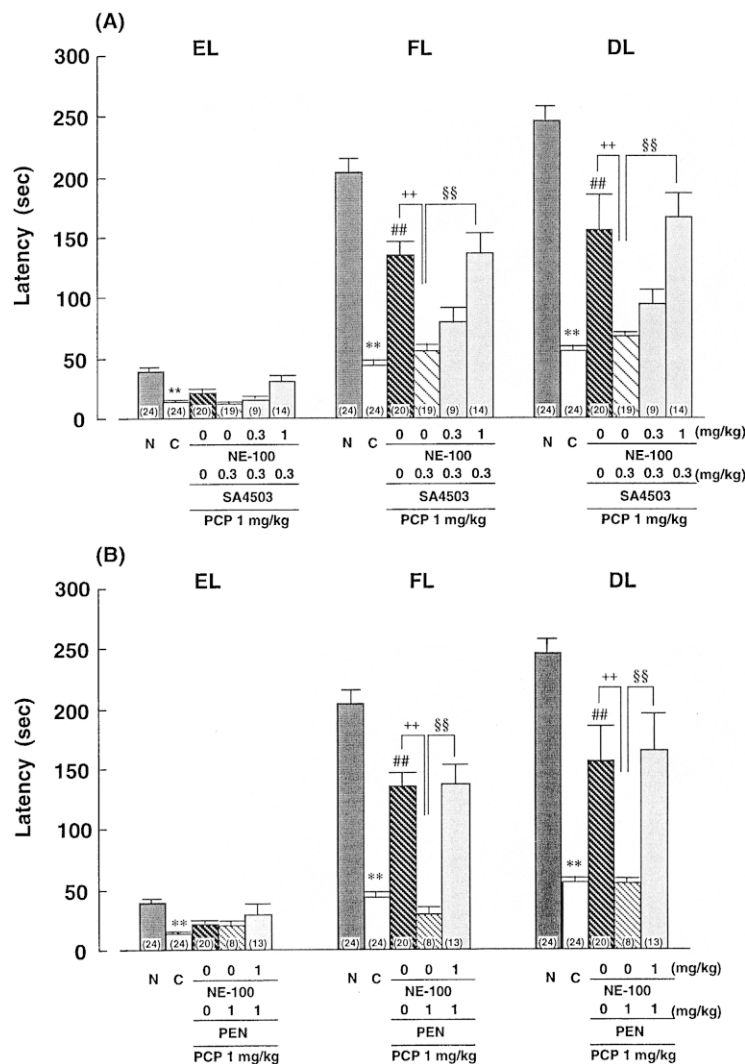 (A)
EL FL DL
300
250
200
150
100
50
0
Latency (sec)
++ §§
##
**
**
++ §§
##
**
(24) (24) (20) (19) (9) (14) (24) (24) (20) (19) (9) (14) (24) (24) (20) (19) (9) (14)
N C 0 0 0.3 1 N C 0 0 0.3 1 N C 0 0 0.3 1 (mg/kg)
NE-100 NE-100 NE-100
0 0.3 0.3 0.3 0 0.3 0.3 0.3 0 0.3 0.3 0.3 (mg/kg)
SA4503 SA4503 SA4503
PCP 1 mg/kg PCP 1 mg/kg PCP 1 mg/kg
(B)
EL FL DL
300
250
200
150
100
50
0
Latency (sec)
++ §§
##
**
**
++ §§
##
**
(24) (24) (20) (8) (13) (24) (24) (20) (8) (13) (24) (24) (20) (8) (13)
N C 0 0 1 N C 0 0 1 N C 0 0 1 (mg/kg)
NE-100 NE-100 NE-100
0 1 1 0 1 1 0 1 1 (mg/kg)
PEN PEN PEN
PCP 1 mg/kg PCP 1 mg/kg PCP 1 mg/kg